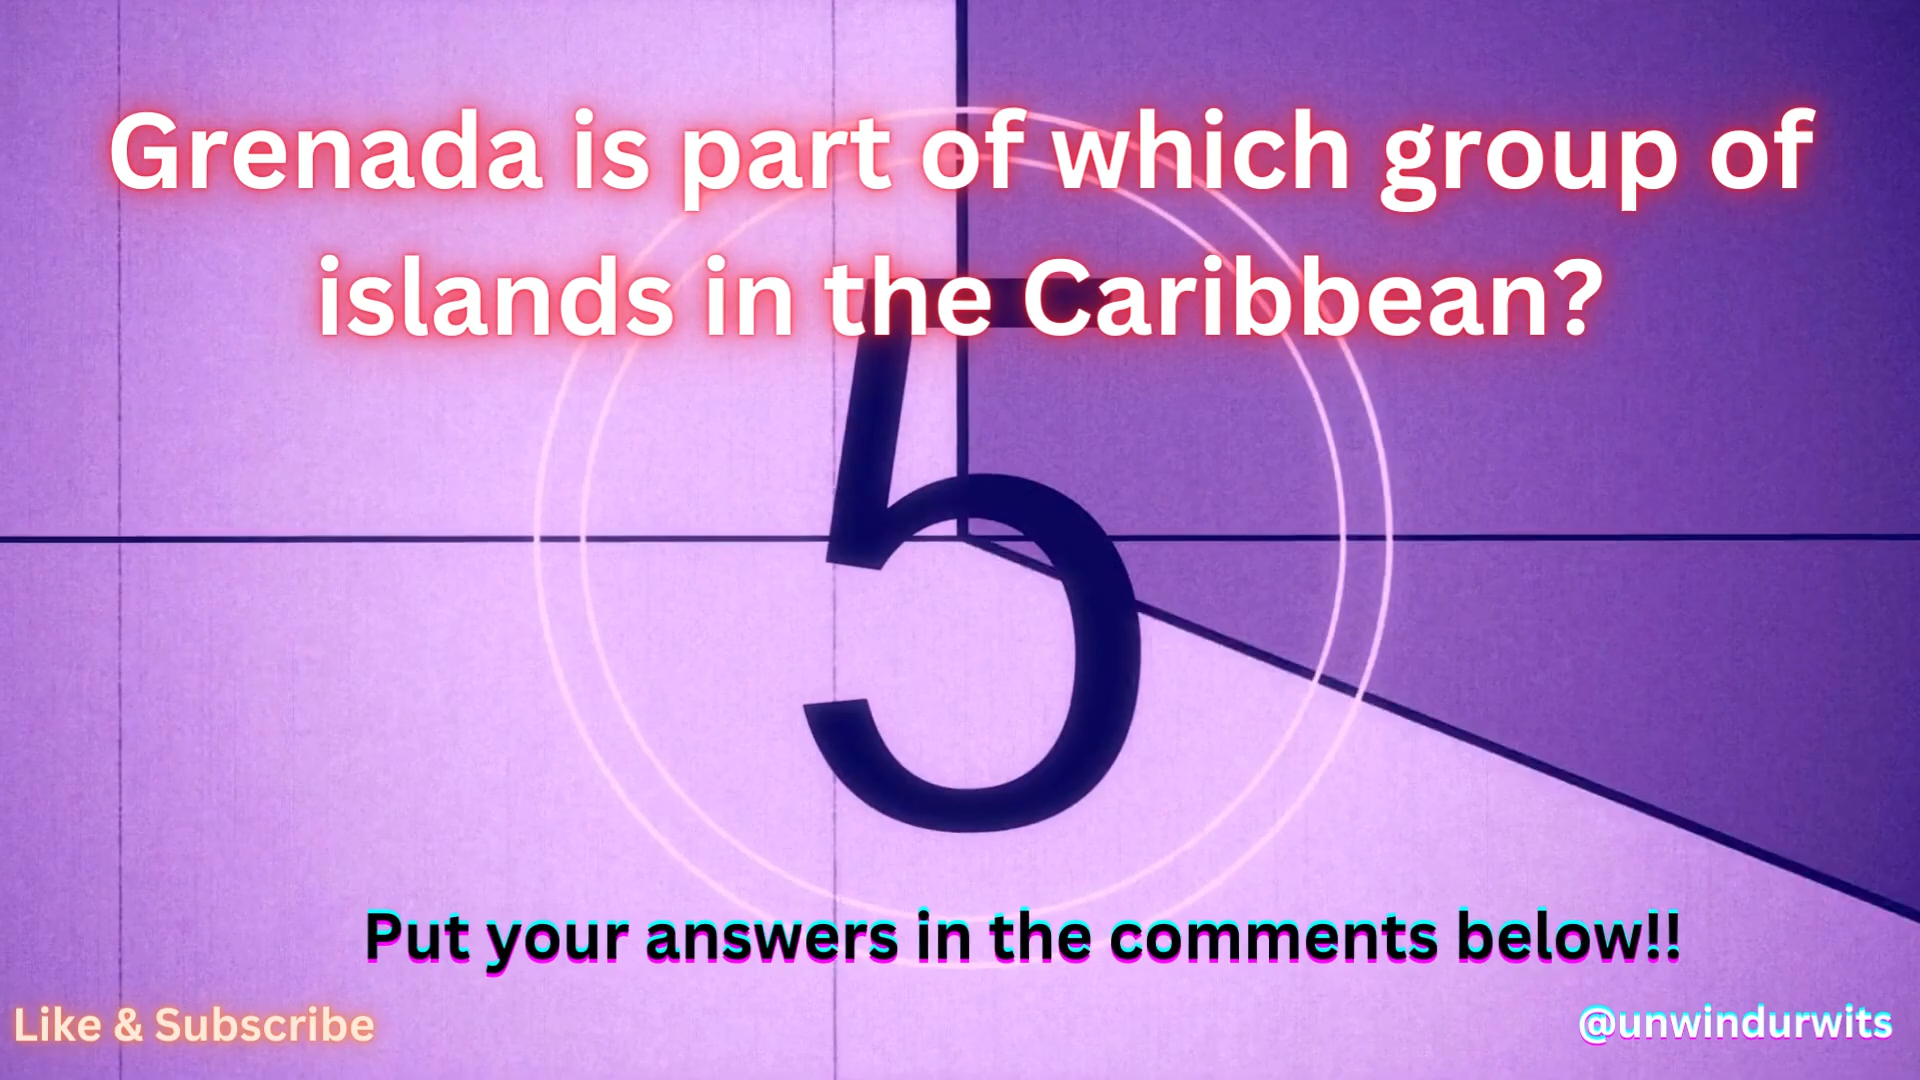 Grenada is part of which group of
islands in the Caribbean?
5
Put your answers in the comments below!!
Like & Subscribe
@unwindurwits